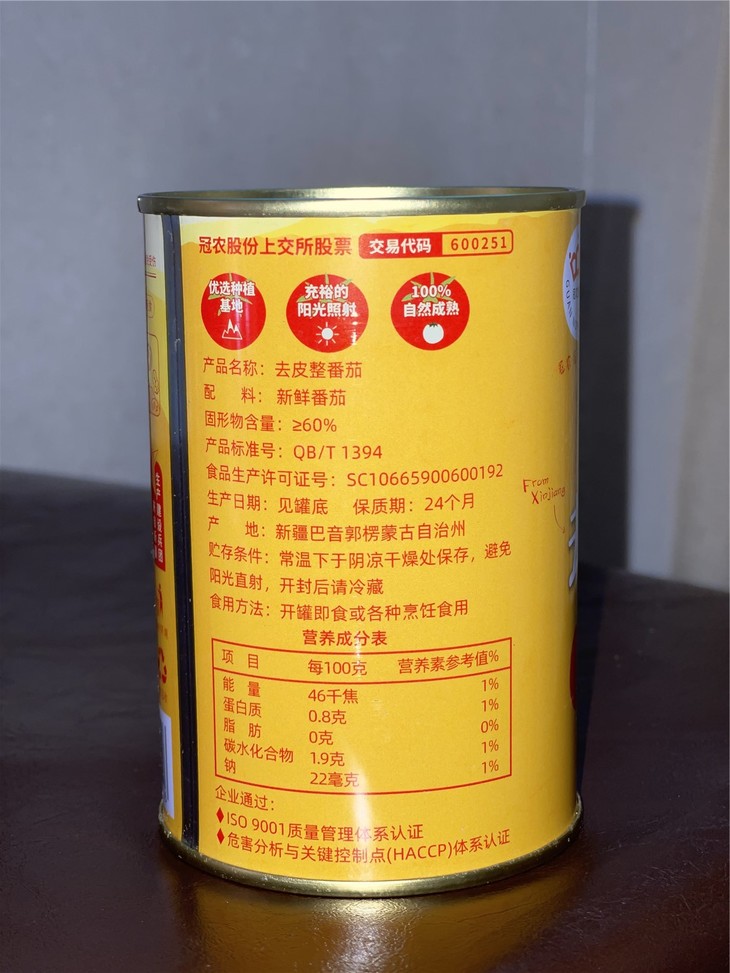 冠农股份上交所股票 交易代码 600251
优选种植
基地
充裕的
阳光照射
100%
自然成熟
产品名称：去皮整番茄
配 料：新鲜番茄
固形物含量：≥60%
产品标准号：QB/T 1394
食品生产许可证号：SC10665900600192
生产日期：见罐底 保质期：24个月
产 地：新疆巴音郭楞蒙古自治州
贮存条件：常温下于阴凉干燥处保存，避免
阳光直射，开封后请冷藏
食用方法：开罐即食或各种烹饪食用
营养成分表
项 目 每100克 营养素参考值%
能 量 46千焦 1%
蛋白质 0.8克 1%
脂 肪 0克 0%
碳水化合物 1.9克 1%
钠 22毫克 1%
企业通过：
♦ISO 9001质量管理体系认证
♦危害分析与关键控制点(HACCP)体系认证
From
Xinjiang
生产建设兵团